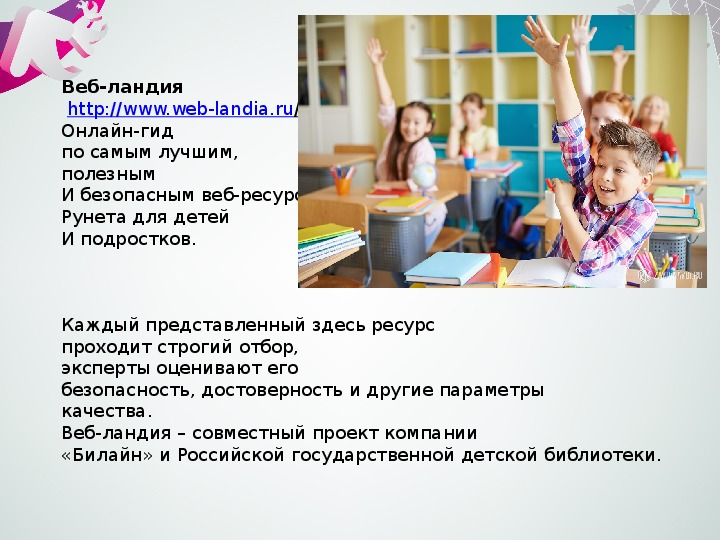 Веб-ландия
http://www.web-landia.ru/
Онлайн-гид
по самым лучшим,
полезным
И безопасным веб-ресурс
Рунета для детей
И подростков.
Каждый представленный здесь ресурс
проходит строгий отбор,
эксперты оценивают его
безопасность, достоверность и другие параметры
качества.
Веб-ландия – совместный проект компании
«Билайн» и Российской государственной детской библиотеки.